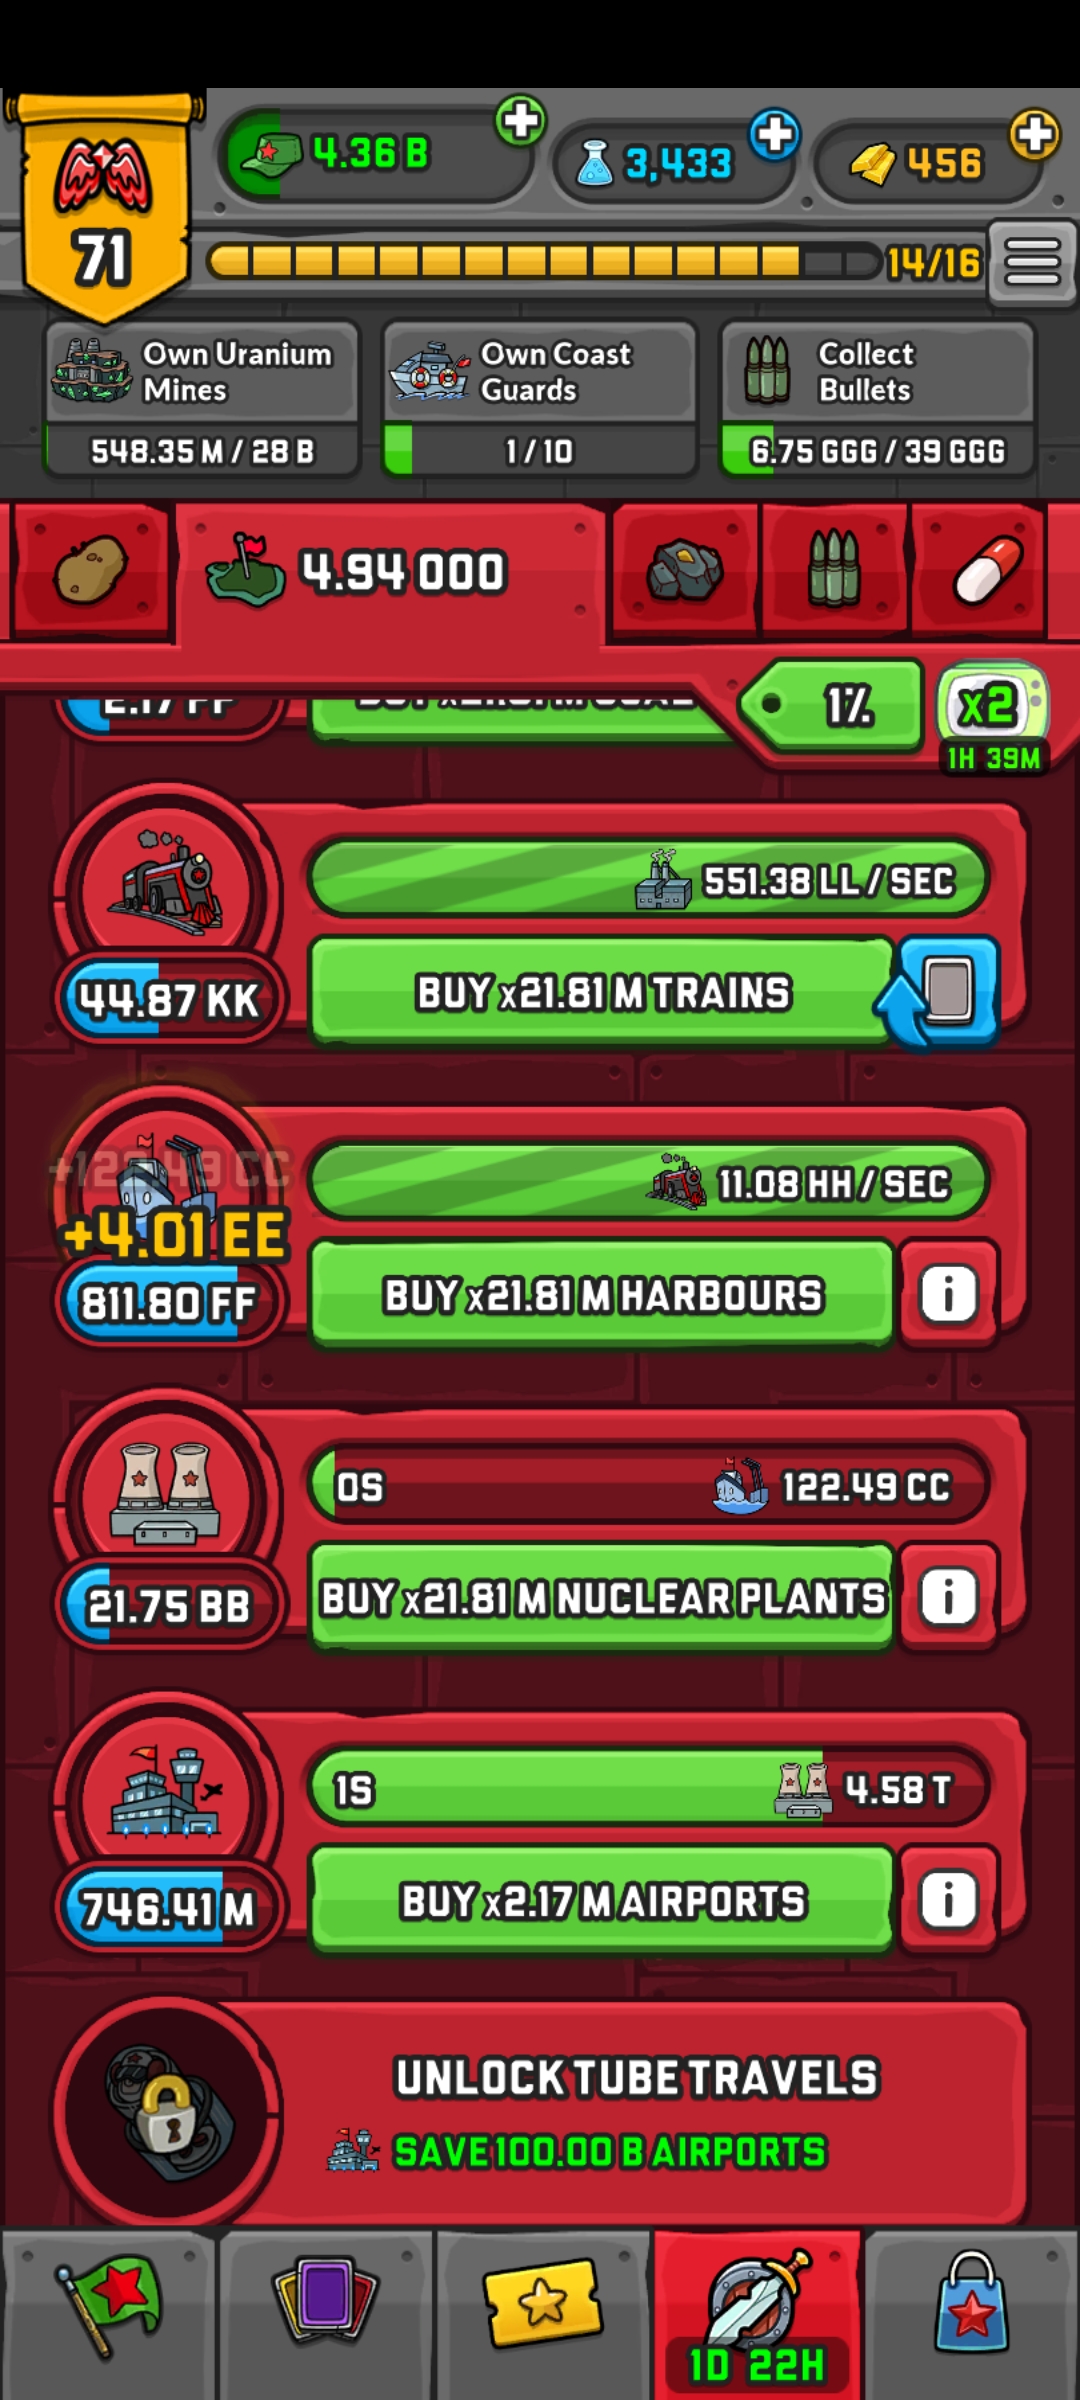 71
4.36 B
3,433
456
14/16
Own Uranium
Mines
548.35 M / 28 B
Own Coast
Guards
1 / 10
Collect
Bullets
6.75 GGG / 39 GGG
4.94 000
1%
x2
1H 39M
551.38 LL / SEC
44.87 KK
BUY x21.81 M TRAINS
+122.49 CC
11.08 HH / SEC
+4.01 EE
811.80 FF
BUY x21.81 M HARBOURS
i
0S
122.49 CC
21.75 BB
BUY x21.81 M NUCLEAR PLANTS
i
1S
4.58 T
746.41 M
BUY x2.17 M AIRPORTS
i
UNLOCK TUBE TRAVELS
SAVE 100.00 B AIRPORTS
1D 22H